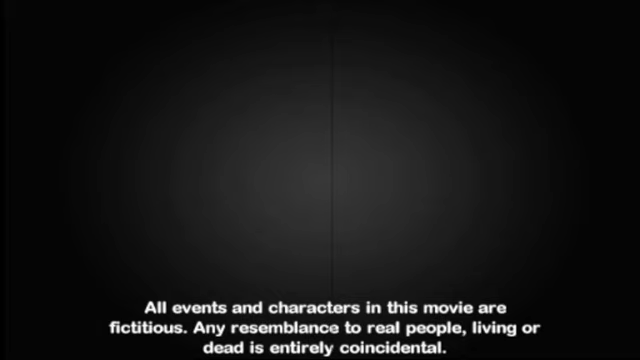 All events and characters in this movie are
fictitious. Any resemblance to real people, living or
dead is entirely coincidental.